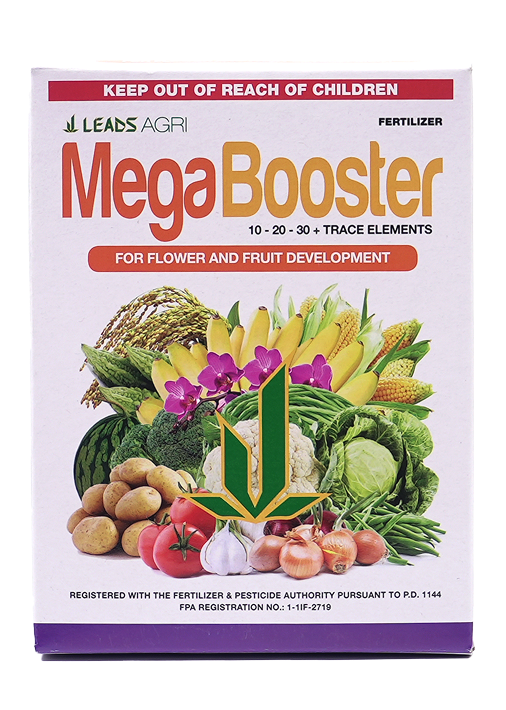 KEEP OUT OF REACH OF CHILDREN
LEADS AGRI
FERTILIZER
MegaBooster
10 - 20 - 30 + TRACE ELEMENTS
FOR FLOWER AND FRUIT DEVELOPMENT
REGISTERED WITH THE FERTILIZER & PESTICIDE AUTHORITY PURSUANT TO P.D. 1144
FPA REGISTRATION NO.: 1-1IF-2719